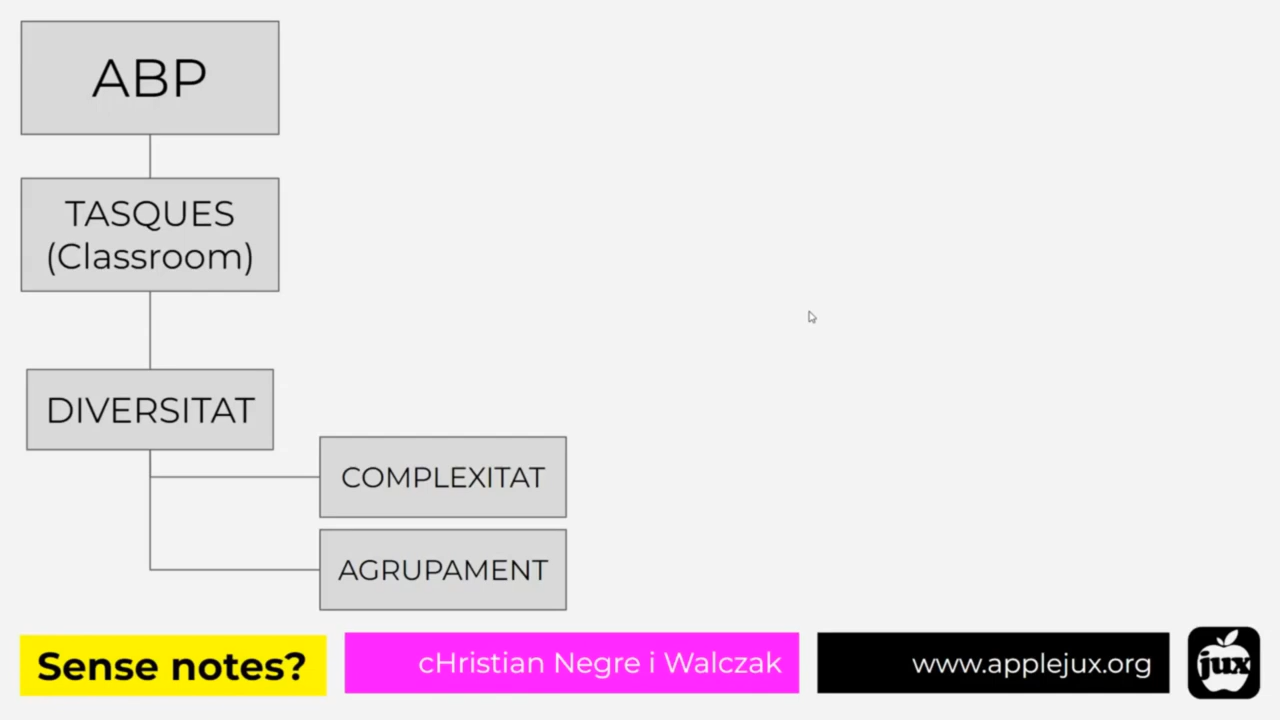 ABP
TASQUES
(Classroom)
DIVERSITAT
COMPLEXITAT
AGRUPAMENT
Sense notes?
cHristian Negre i Walczak
www.applejux.org
jux